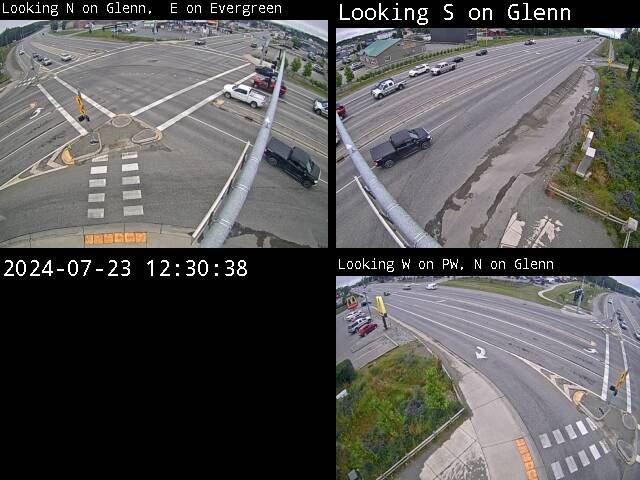 Looking N on Glenn, E on Evergreen
Looking S on Glenn
2024-07-23 12:30:38
Looking W on PW, N on Glenn